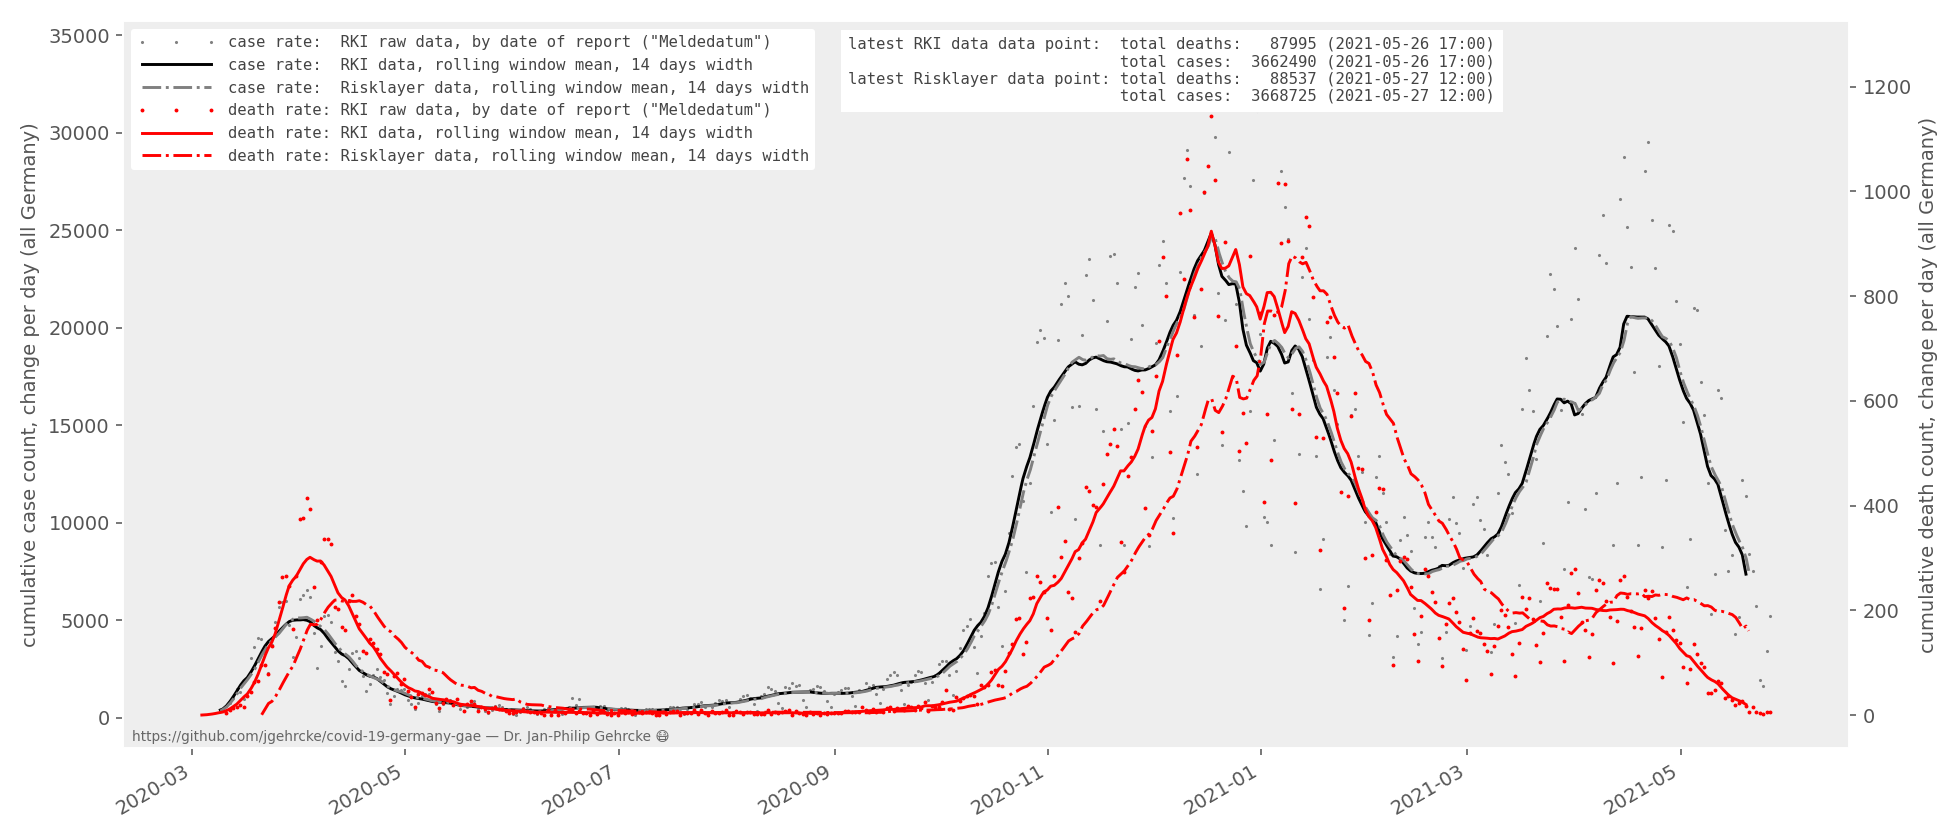 case rate:  RKI raw data, by date of report ("Meldedatum")
case rate:  RKI data, rolling window mean, 14 days width
case rate:  Risklayer data, rolling window mean, 14 days width
death rate: RKI raw data, by date of report ("Meldedatum")
death rate: RKI data, rolling window mean, 14 days width
death rate: Risklayer data, rolling window mean, 14 days width
latest RKI data data point:  total deaths:   87995 (2021-05-26 17:00)
total cases:  3662490 (2021-05-26 17:00)
latest Risklayer data point: total deaths:   88537 (2021-05-27 12:00)
total cases:  3668725 (2021-05-27 12:00)
cumulative case count, change per day (all Germany)
35000
30000
25000
20000
15000
10000
5000
0
1200
1000
800
600
400
200
0
cumulative death count, change per day (all Germany)
https://github.com/jgehrcke/covid-19-germany-gae — Dr. Jan-Philip Gehrcke 😷
2020-03
2020-05
2020-07
2020-09
2020-11
2021-01
2021-03
2021-05